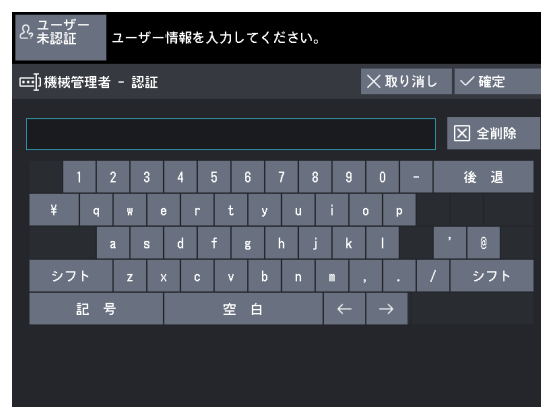 ユーザー
未認証
ユーザー情報を入力してください。
機械管理者 - 認証
取り消し
確定
全削除
1 2 3 4 5 6 7 8 9 0 - 後 退
¥ q w e r t y u i o p
a s d f g h j k l ' @
シフト z x c v b n m , . / シフト
記 号 空 白 ← →